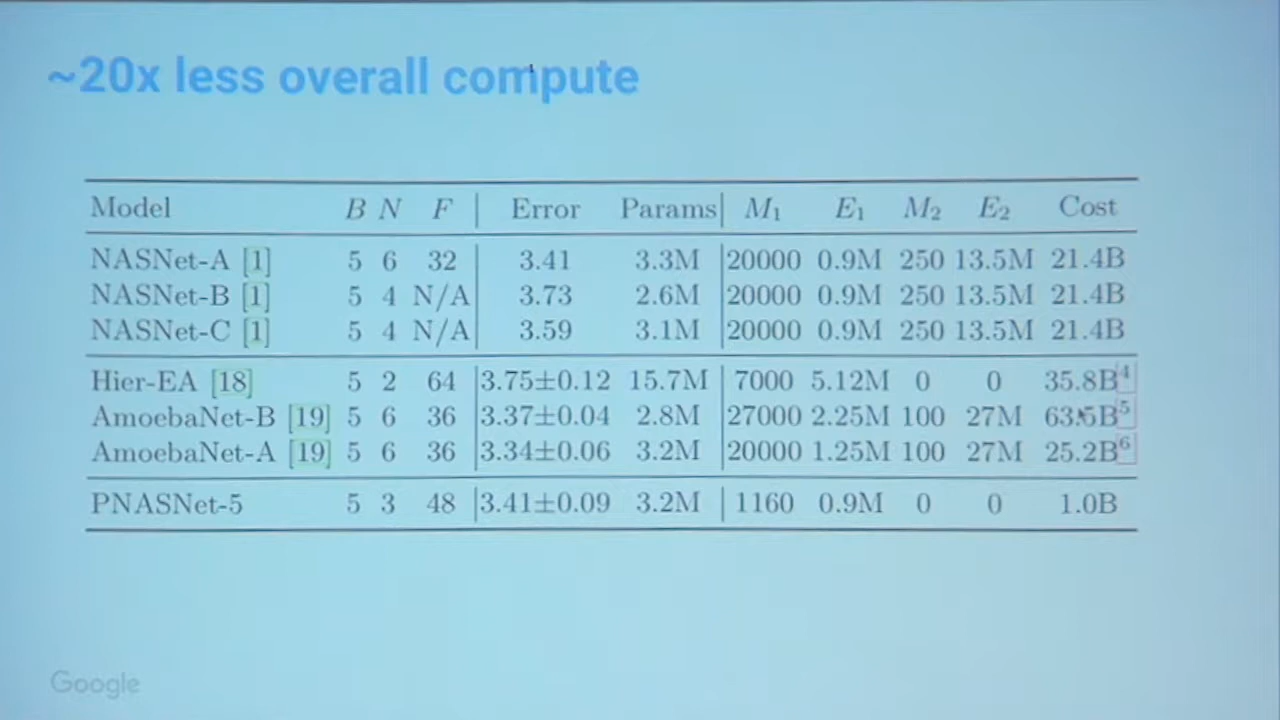 ~20x less overall compute
Model B N F Error Params M₁ E₁ M₂ E₂ Cost
NASNet-A [1] 5 6 32 3.41 3.3M 20000 0.9M 250 13.5M 21.4B
NASNet-B [1] 5 4 N/A 3.73 2.6M 20000 0.9M 250 13.5M 21.4B
NASNet-C [1] 5 4 N/A 3.59 3.1M 20000 0.9M 250 13.5M 21.4B
Hier-EA [18] 5 2 64 3.75±0.12 15.7M 7000 5.12M 0 0 35.8B⁴
AmoebaNet-B [19] 5 6 36 3.37±0.04 2.8M 27000 2.25M 100 27M 63.5B⁵
AmoebaNet-A [19] 5 6 36 3.34±0.06 3.2M 20000 1.25M 100 27M 25.2B⁶
PNASNet-5 5 3 48 3.41±0.09 3.2M 1160 0.9M 0 0 1.0B
Google